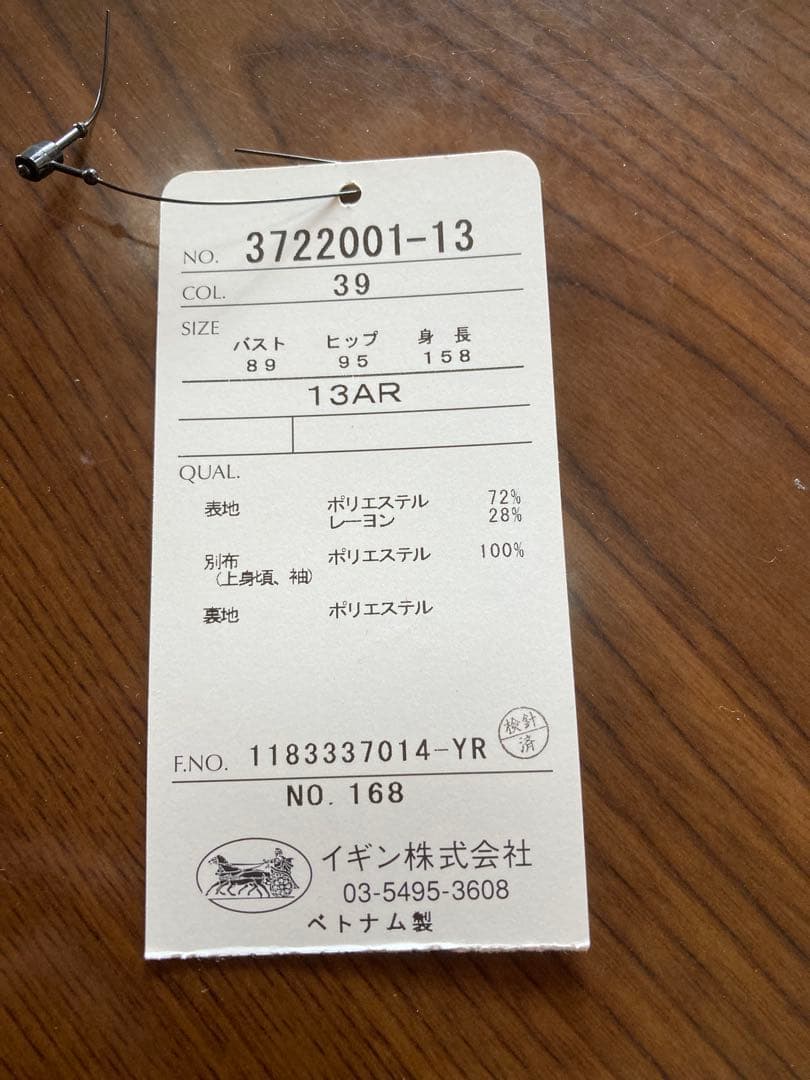 NO. 3722001-13
COL. 39
SIZE
バスト ヒップ 身長
89 95 158
13AR
QUAL.
表地 ポリエステル 72%
レーヨン 28%
別布 ポリエステル 100%
(上身頃、袖)
裏地 ポリエステル
検針
済
F.NO. 1183337014-YR
NO. 168
イギン株式会社
03-5495-3608
ベトナム製